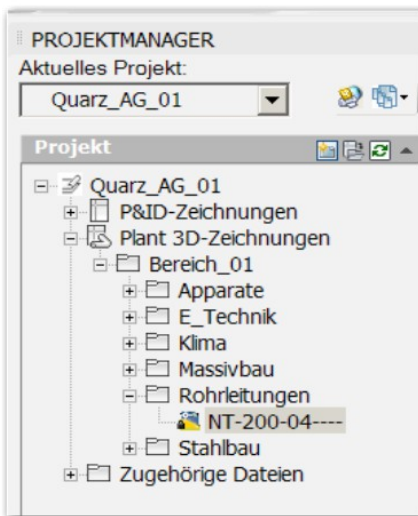 PROJEKTMANAGER
Aktuelles Projekt:
Quarz_AG_01
Projekt
Quarz_AG_01
P&ID-Zeichnungen
Plant 3D-Zeichnungen
Bereich_01
Apparate
E_Technik
Klima
Massivbau
Rohrleitungen
NT-200-04----
Stahlbau
Zugehörige Dateien